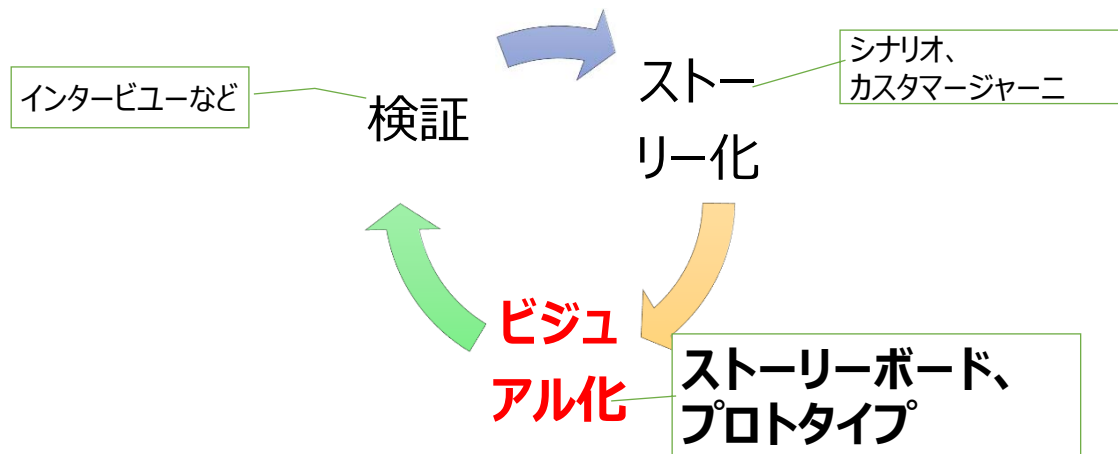 インタービユーなど
検証
ストー
リー化
シナリオ、
カスタマージャーニ
ビジュ
アル化
ストーリーボード、
プロトタイプ